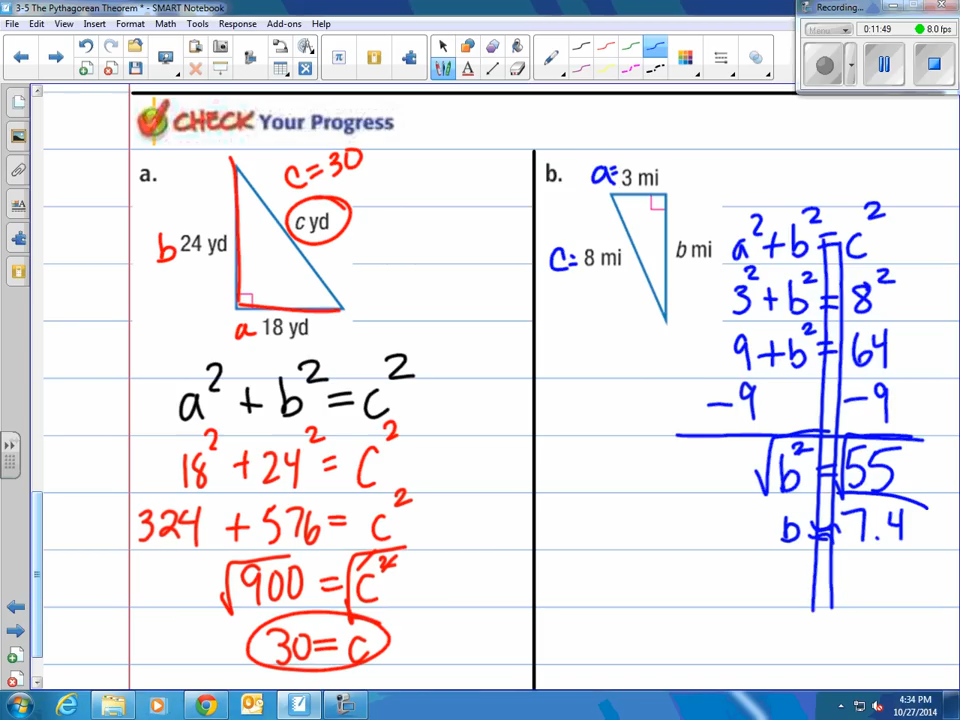 3-5 The Pythagorean Theorem * - SMART Notebook
File Edit View Insert Format Math Tools Response Add-ons Help
Recording...
Menu
0:11:49
8.0 fps
CHECK Your Progress
a.
c = 30
c yd
b 24 yd
a 18 yd
a² + b² = c²
18² + 24² = c²
324 + 576 = c²
√900 = √c²
30 = c
b.
a = 3 mi
c = 8 mi
b mi
a² + b² = c²
3² + b² = 8²
9 + b² = 64
-9 -9
√b² = √55
b ≈ 7.4
4:34 PM
10/27/2014